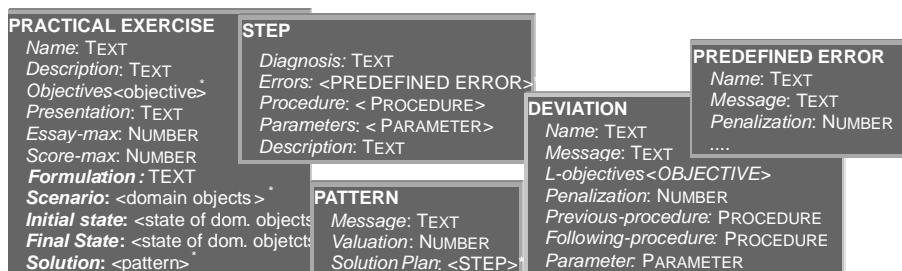 PRACTICAL EXERCISE
Name: TEXT
Description: TEXT
Objectives<objective>*
Presentation: TEXT
Essay-max: NUMBER
Score-max: NUMBER
Formulation : TEXT
Scenario: <domain objects>*
Initial state: <state of dom. objects
Final State: <state of dom. objetcts
Solution: <pattern>*
STEP
Diagnosis: TEXT
Errors: <PREDEFINED ERROR>*
Procedure: < PROCEDURE>
Parameters: < PARAMETER>
Description: TEXT
PATTERN
Message: TEXT
Valuation: NUMBER
Solution Plan: <STEP>*
DEVIATION
Name: TEXT
Message: TEXT
L-objectives<OBJECTIVE>
Penalization: NUMBER
Previous-procedure: PROCEDURE
Following-procedure: PROCEDURE
Parameter: PARAMETER
PREDEFINED ERROR
Name: TEXT
Message: TEXT
Penalization: NUMBER
....